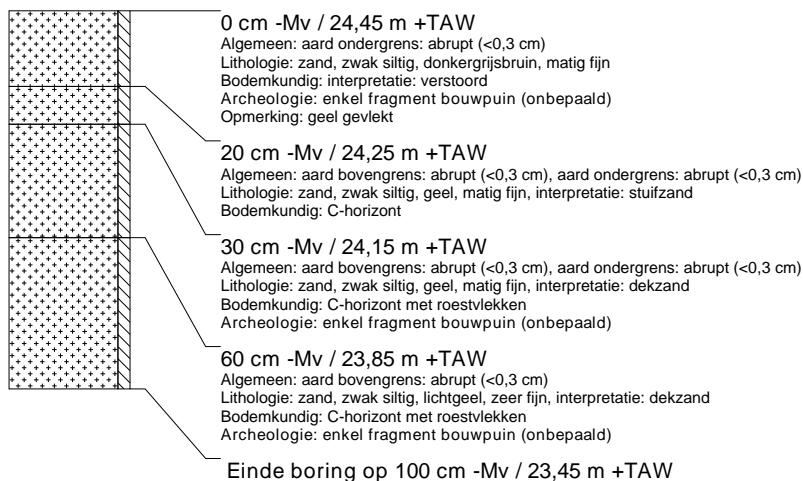 0 cm -Mv / 24,45 m +TAW
Algemeen: aard ondergrens: abrupt (<0,3 cm)
Lithologie: zand, zwak siltig, donkergrijsbruin, matig fijn
Bodemkundig: interpretatie: verstoord
Archeologie: enkel fragment bouwpuin (onbepaald)
Opmerking: geel gevlekt
20 cm -Mv / 24,25 m +TAW
Algemeen: aard bovengrens: abrupt (<0,3 cm), aard ondergrens: abrupt (<0,3 cm)
Lithologie: zand, zwak siltig, geel, matig fijn, interpretatie: stuifzand
Bodemkundig: C-horizont
30 cm -Mv / 24,15 m +TAW
Algemeen: aard bovengrens: abrupt (<0,3 cm), aard ondergrens: abrupt (<0,3 cm)
Lithologie: zand, zwak siltig, geel, matig fijn, interpretatie: dekzand
Bodemkundig: C-horizont met roestvlekken
Archeologie: enkel fragment bouwpuin (onbepaald)
60 cm -Mv / 23,85 m +TAW
Algemeen: aard bovengrens: abrupt (<0,3 cm)
Lithologie: zand, zwak siltig, lichtgeel, zeer fijn, interpretatie: dekzand
Bodemkundig: C-horizont met roestvlekken
Archeologie: enkel fragment bouwpuin (onbepaald)
Einde boring op 100 cm -Mv / 23,45 m +TAW